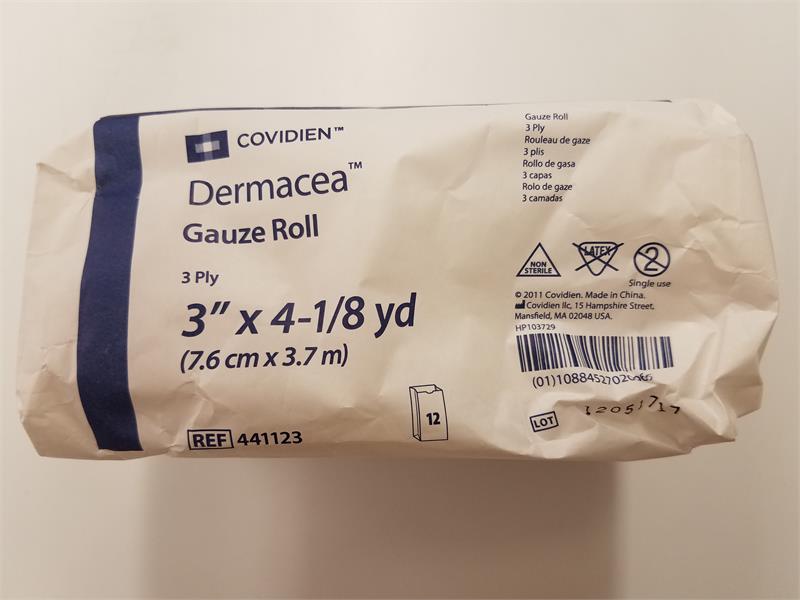 COVIDIEN™
Dermacea™
Gauze Roll
3 Ply
3" x 4-1/8 yd
(7.6 cm x 3.7 m)
REF 441123
12
Gauze Roll
3 Ply
Rouleau de gaze
3 plis
Rollo de gasa
3 capas
Rolo de gaze
3 camadas
NON
STERILE
LATEX
2
Single use
© 2011 Covidien. Made in China.
Covidien llc, 15 Hampshire Street,
Mansfield, MA 02048 USA.
HP103729
LOT